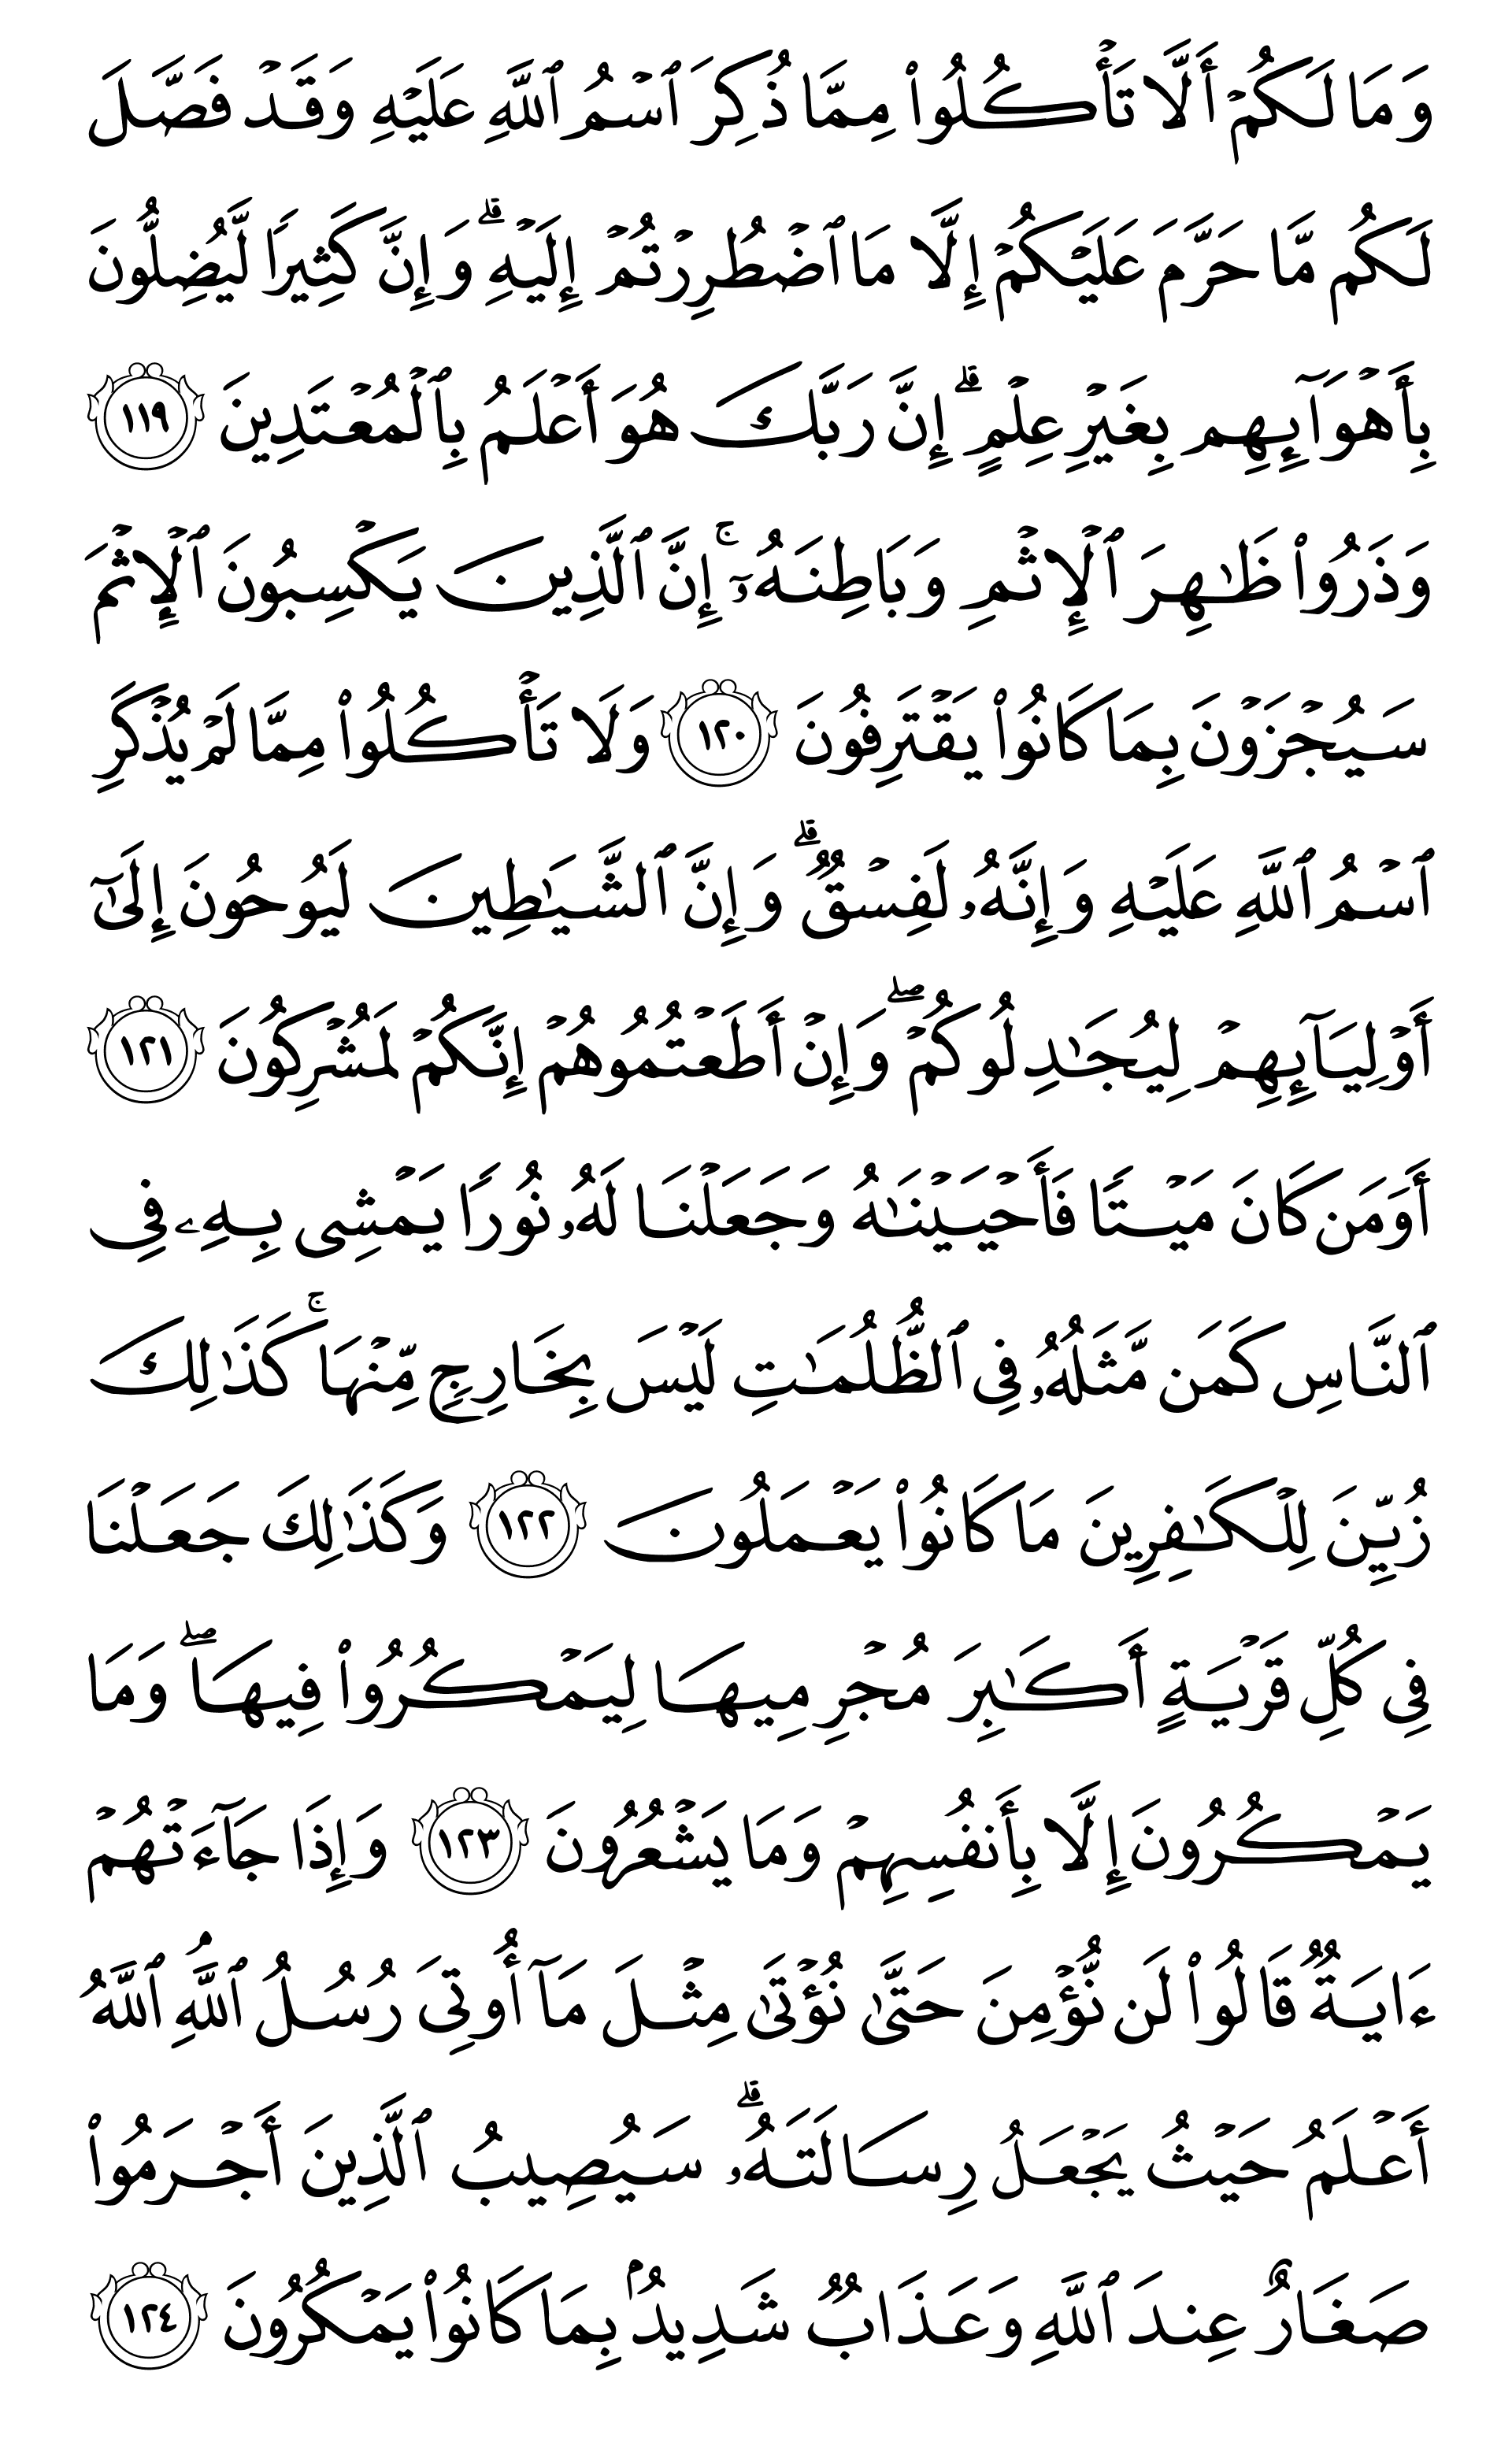 وَمَا لَكُمْ أَلَّا تَأْكُلُوا۟ مِمَّا ذُكِرَ ٱسْمُ ٱللَّهِ عَلَيْهِ وَقَدْ فَصَّلَ
لَكُم مَّا حَرَّمَ عَلَيْكُمْ إِلَّا مَا ٱضْطُرِرْتُمْ إِلَيْهِ ۗ وَإِنَّ كَثِيرًا لَّيُضِلُّونَ
بِأَهْوَآئِهِم بِغَيْرِ عِلْمٍ ۗ إِنَّ رَبَّكَ هُوَ أَعْلَمُ بِٱلْمُعْتَدِينَ ١١٩
وَذَرُوا۟ ظَـٰهِرَ ٱلْإِثْمِ وَبَاطِنَهُۥٓ ۚ إِنَّ ٱلَّذِينَ يَكْسِبُونَ ٱلْإِثْمَ
سَيُجْزَوْنَ بِمَا كَانُوا۟ يَقْتَرِفُونَ ١٢٠ وَلَا تَأْكُلُوا۟ مِمَّا لَمْ يُذْكَرِ
ٱسْمُ ٱللَّهِ عَلَيْهِ وَإِنَّهُۥ لَفِسْقٌ ۗ وَإِنَّ ٱلشَّيَـٰطِينَ لَيُوحُونَ إِلَىٰٓ
أَوْلِيَآئِهِمْ لِيُجَـٰدِلُوكُمْ ۖ وَإِنْ أَطَعْتُمُوهُمْ إِنَّكُمْ لَمُشْرِكُونَ ١٢١
أَوَمَن كَانَ مَيْتًا فَأَحْيَيْنَـٰهُ وَجَعَلْنَا لَهُۥ نُورًا يَمْشِى بِهِۦ فِى
ٱلنَّاسِ كَمَن مَّثَلُهُۥ فِى ٱلظُّلُمَـٰتِ لَيْسَ بِخَارِجٍ مِّنْهَا ۚ كَذَٰلِكَ
زُيِّنَ لِلْكَـٰفِرِينَ مَا كَانُوا۟ يَعْمَلُونَ ١٢٢ وَكَذَٰلِكَ جَعَلْنَا
فِى كُلِّ قَرْيَةٍ أَكَـٰبِرَ مُجْرِمِيهَا لِيَمْكُرُوا۟ فِيهَا ۖ وَمَا
يَمْكُرُونَ إِلَّا بِأَنفُسِهِمْ وَمَا يَشْعُرُونَ ١٢٣ وَإِذَا جَآءَتْهُمْ
ءَايَةٌ قَالُوا۟ لَن نُّؤْمِنَ حَتَّىٰ نُؤْتَىٰ مِثْلَ مَآ أُوتِىَ رُسُلُ ٱللَّهِ ۘ ٱللَّهُ
أَعْلَمُ حَيْثُ يَجْعَلُ رِسَالَتَهُۥ ۗ سَيُصِيبُ ٱلَّذِينَ أَجْرَمُوا۟
صَغَارٌ عِندَ ٱللَّهِ وَعَذَابٌ شَدِيدٌۢ بِمَا كَانُوا۟ يَمْكُرُونَ ١٢٤